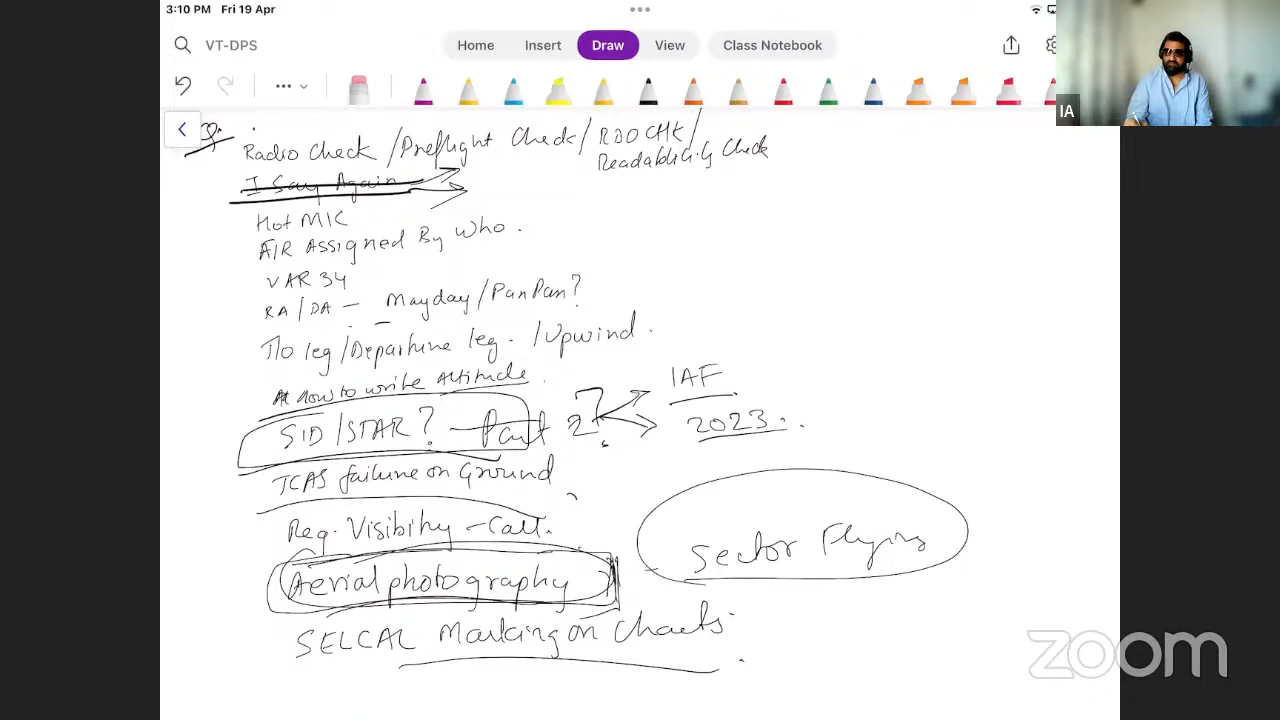 3:10 PM Fri 19 Apr
VT-DPS
Home Insert Draw View Class Notebook
IA
Radio Check / Preflight Check / RDO CHK /
Readability Check
I Say Again
Hot MIC
AIR Assigned By Who.
VAR 34
RA/DA - Mayday/PanPan?
T/O leg/Departure leg. /Upwind.
How to write Altitude
IAF
SID/STAR? - Part 2?
2023.
TCAS failure on Ground
Req. Visibility - Call.
Sector Flying
Aerial photography
SELCAL Marking on Charts
zoom